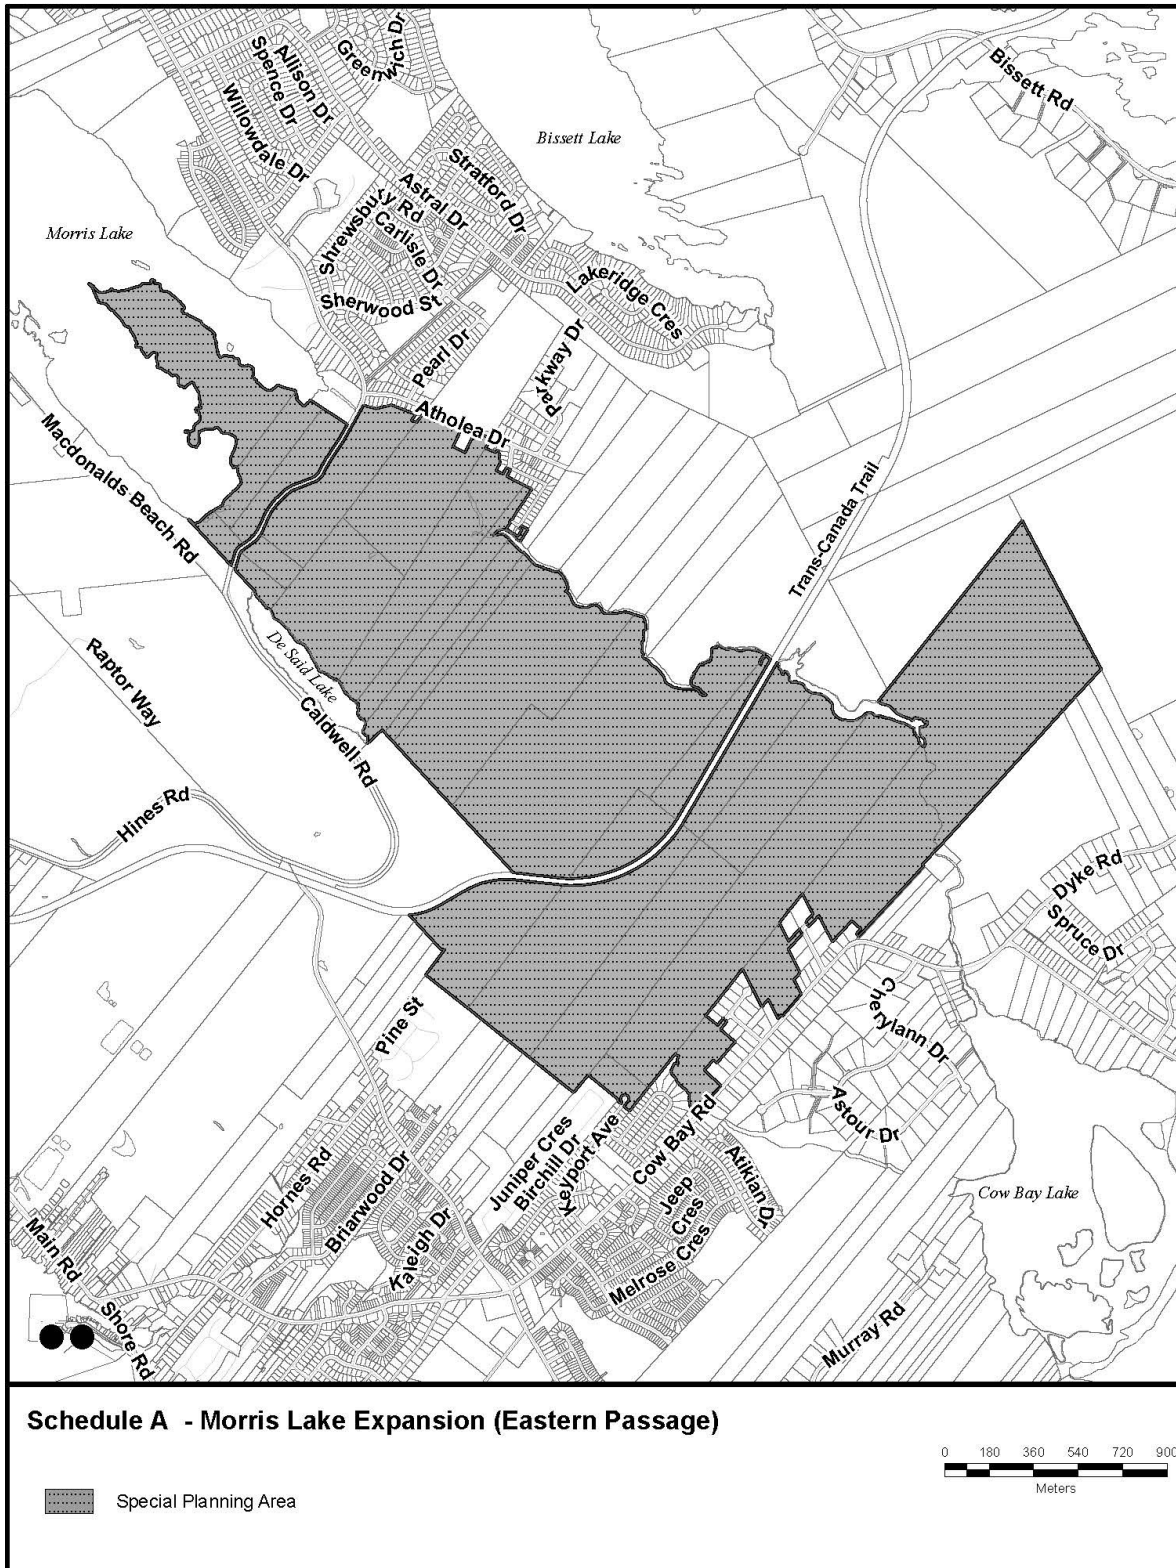 Greenwich Dr
Allison Dr
Spence Dr
Willowdale Dr
Bissett Rd
Bissett Lake
Stratford Dr
Astral Dr
Shrewsbury Rd
Carlisle Dr
Morris Lake
Sherwood St
Lakeridge Cres
Pearl Dr
Parkway Dr
Atholea Dr
Macdonalds Beach Rd
Trans-Canada Trail
De Said Lake
Raptor Way
Caldwell Rd
Hines Rd
Dyke Rd
Spruce Dr
Cherylann Dr
Pine St
Astour Dr
Juniper Cres
Birchill Dr
Keyport Ave
Cow Bay Rd
Atikian Dr
Hornes Rd
Briarwood Dr
Jeep Cres
Cow Bay Lake
Kaleigh Dr
Melrose Cres
Main Rd
Shore Rd
Murray Rd
Schedule A - Morris Lake Expansion (Eastern Passage)
0 180 360 540 720 900
Meters
Special Planning Area